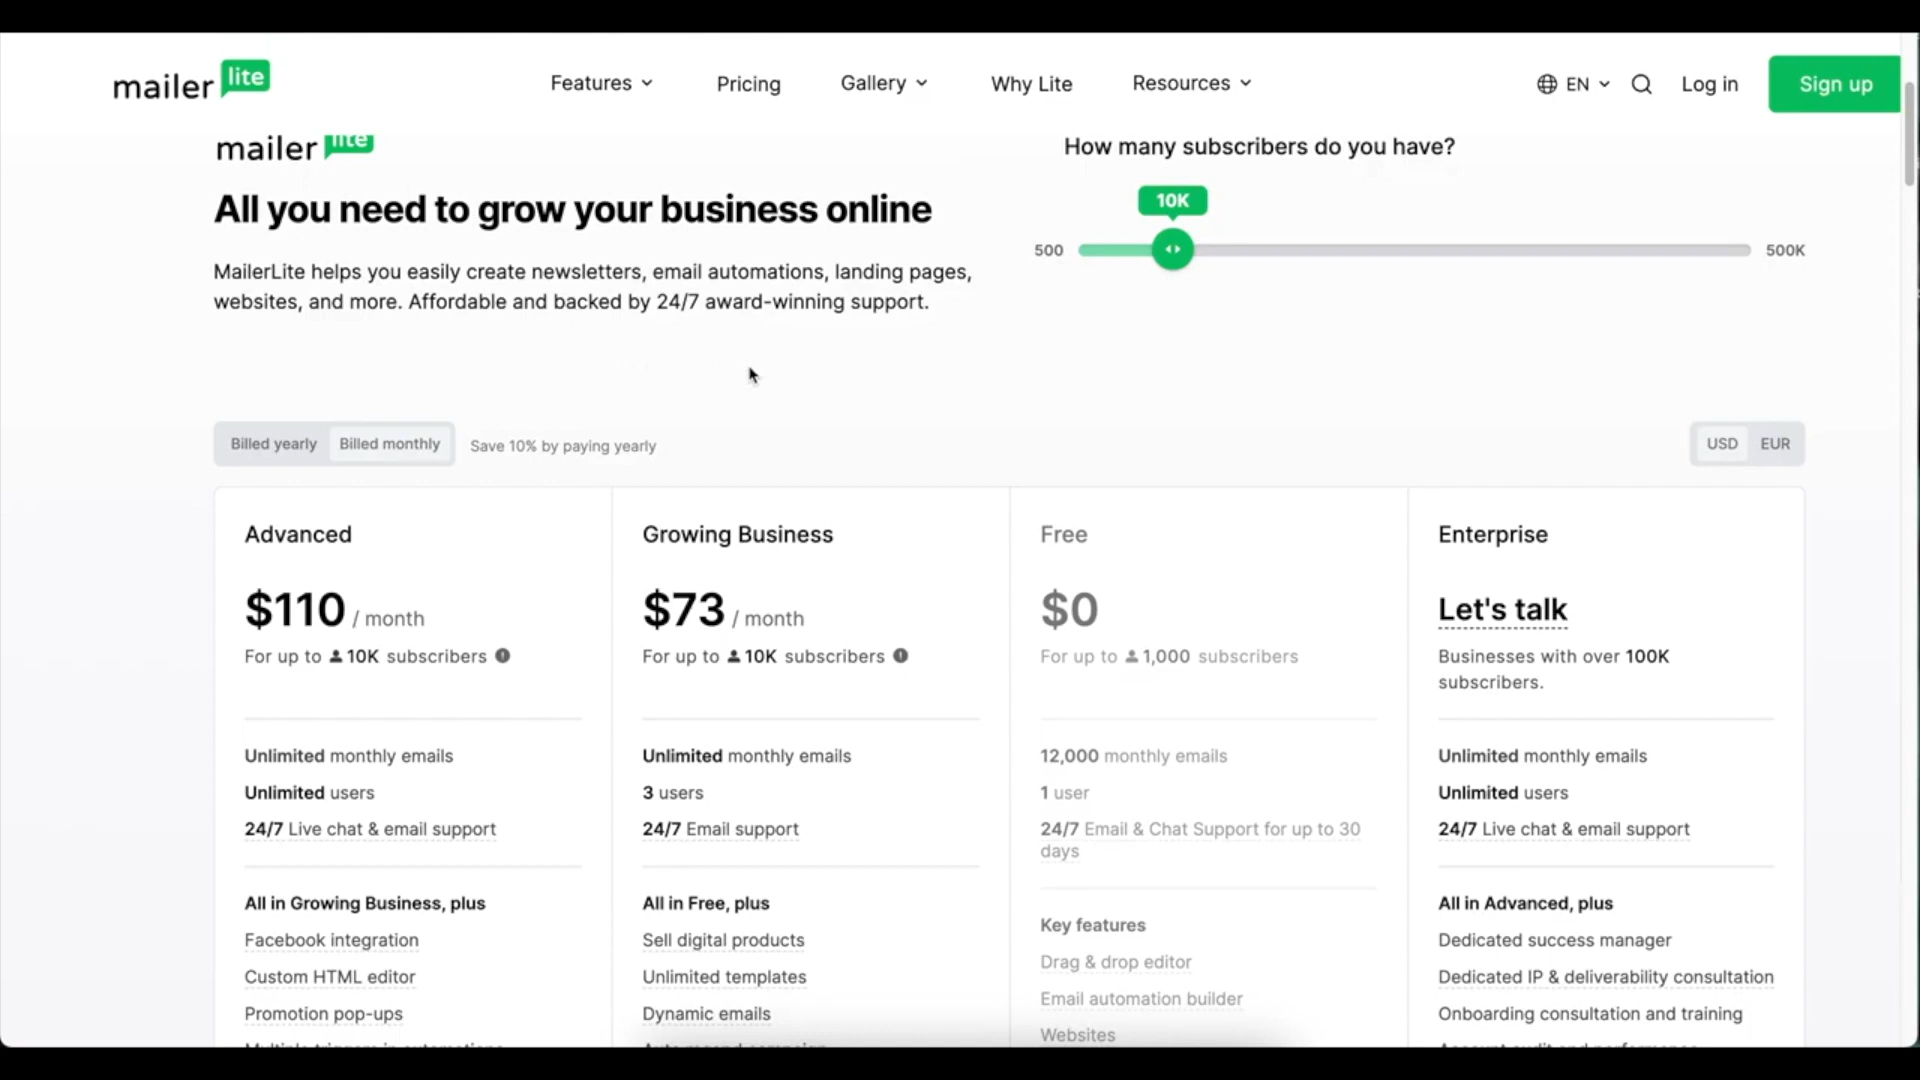 mailer lite
Features
Pricing
Gallery
Why Lite
Resources
EN
Log in
Sign up
mailer lite
How many subscribers do you have?
All you need to grow your business online
10K
500
500K
MailerLite helps you easily create newsletters, email automations, landing pages,
websites, and more. Affordable and backed by 24/7 award-winning support.
Billed yearly
Billed monthly
Save 10% by paying yearly
USD
EUR
Advanced
$110 / month
For up to 10K subscribers
Unlimited monthly emails
Unlimited users
24/7 Live chat & email support
All in Growing Business, plus
Facebook integration
Custom HTML editor
Promotion pop-ups
Growing Business
$73 / month
For up to 10K subscribers
Unlimited monthly emails
3 users
24/7 Email support
All in Free, plus
Sell digital products
Unlimited templates
Dynamic emails
Free
$0
For up to 1,000 subscribers
12,000 monthly emails
1 user
24/7 Email & Chat Support for up to 30
days
Key features
Drag & drop editor
Email automation builder
Websites
Enterprise
Let's talk
Businesses with over 100K
subscribers.
Unlimited monthly emails
Unlimited users
24/7 Live chat & email support
All in Advanced, plus
Dedicated success manager
Dedicated IP & deliverability consultation
Onboarding consultation and training